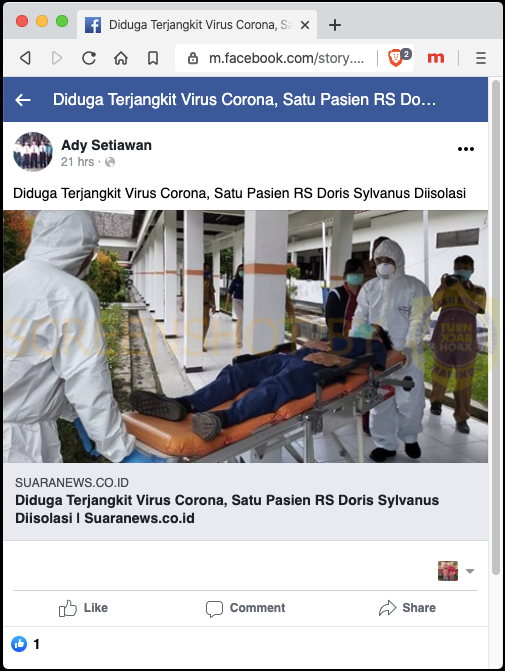 Diduga Terjangkit Virus Corona, Sa
m.facebook.com/story....
2
m
Diduga Terjangkit Virus Corona, Satu Pasien RS Do...
Ady Setiawan
21 hrs ·
Diduga Terjangkit Virus Corona, Satu Pasien RS Doris Sylvanus Diisolasi
SCREENSHOT BY
TURN
BACK
HOAX
SUARANEWS.CO.ID
Diduga Terjangkit Virus Corona, Satu Pasien RS Doris Sylvanus
Diisolasi | Suaranews.co.id
Like
Comment
Share
1